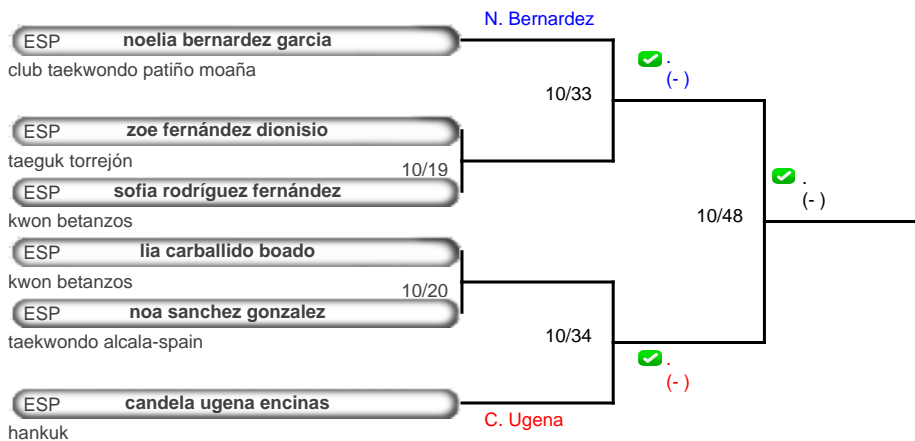 N. Bernardez
ESP noelia bernardez garcia
club taekwondo patiño moaña
.
(- )
10/33
ESP zoe fernández dionisio
taeguk torrejón
10/19
ESP sofia rodríguez fernández
kwon betanzos
.
(- )
10/48
ESP lia carballido boado
kwon betanzos
10/20
ESP noa sanchez gonzalez
taekwondo alcala-spain
10/34
.
(- )
ESP candela ugena encinas
C. Ugena
hankuk